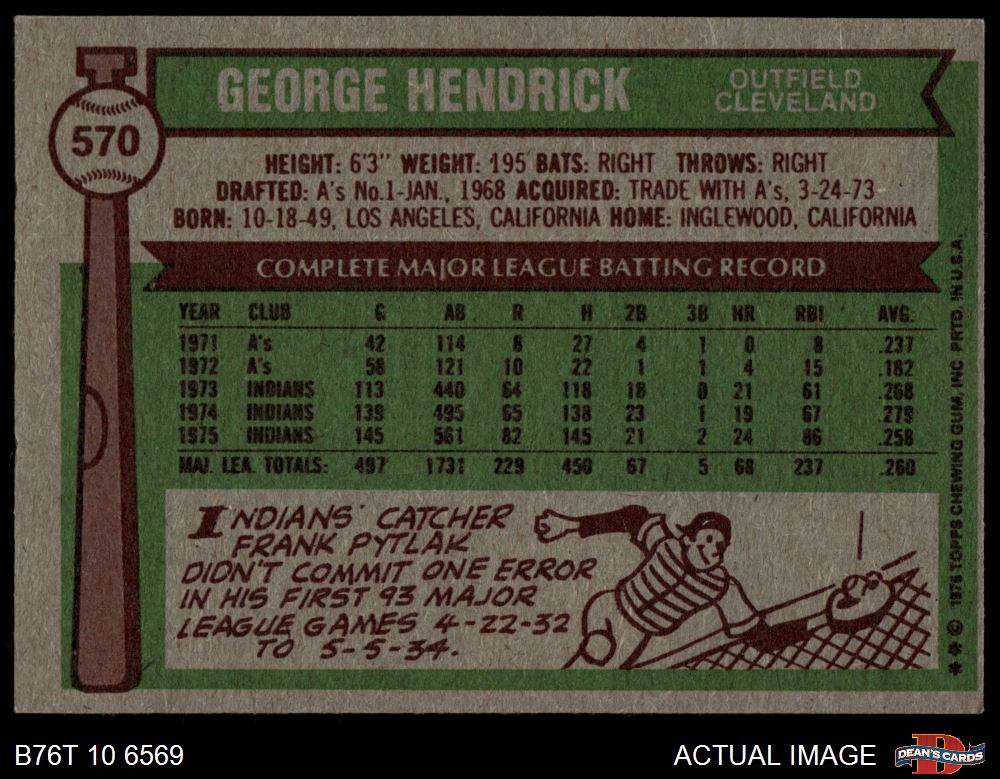 570
GEORGE HENDRICK
OUTFIELD
CLEVELAND
HEIGHT: 6'3" WEIGHT: 195 BATS: RIGHT THROWS: RIGHT
DRAFTED: A's No.1-JAN., 1968 ACQUIRED: TRADE WITH A's, 3-24-73
BORN: 10-18-49, LOS ANGELES, CALIFORNIA HOME: INGLEWOOD, CALIFORNIA
COMPLETE MAJOR LEAGUE BATTING RECORD
YEAR CLUB G AB R H 2B 3B HR RBI AVG.
1971 A's 42 114 8 27 4 1 0 8 .237
1972 A's 58 121 10 22 1 1 4 15 .182
1973 INDIANS 113 440 64 118 18 0 21 61 .268
1974 INDIANS 139 495 65 138 23 1 19 67 .279
1975 INDIANS 145 561 82 145 21 2 24 86 .258
MAJ. LEA. TOTALS: 497 1731 229 450 67 5 68 237 .260
INDIANS' CATCHER
FRANK PYTLAK
DIDN'T COMMIT ONE ERROR
IN HIS FIRST 93 MAJOR
LEAGUE GAMES 4-22-32
TO 5-5-34.
** © 1976 TOPPS CHEWING GUM, INC PRTD. IN U.S.A.
B76T 10 6569
ACTUAL IMAGE
DEAN'S CARDS